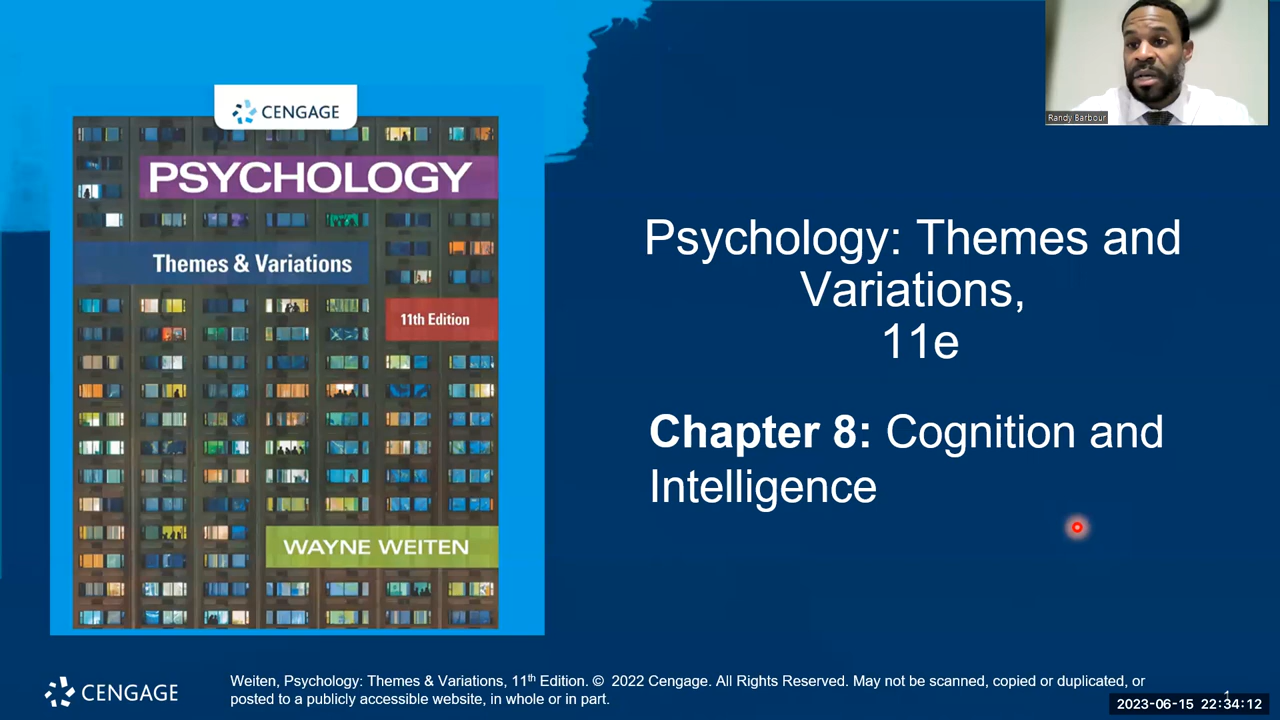 CENGAGE
PSYCHOLOGY
Themes & Variations
11th Edition
WAYNE WEITEN
Randy Barbour
Psychology: Themes and
Variations,
11e
Chapter 8: Cognition and
Intelligence
CENGAGE
Weiten, Psychology: Themes & Variations, 11th Edition. © 2022 Cengage. All Rights Reserved. May not be scanned, copied or duplicated, or
posted to a publicly accessible website, in whole or in part.
1
2023-06-15 22:34:12